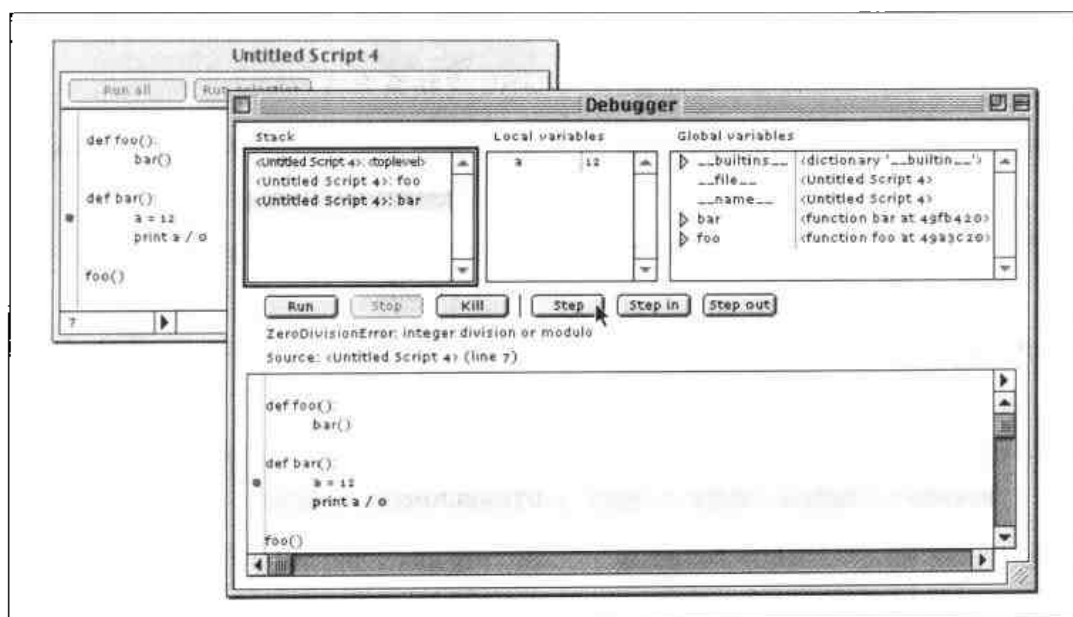 Untitled Script 4
Run all
def foo():
bar()
def bar():
a = 12
print a / 0
foo()
7
Debugger
Stack
<Untitled Script 4>: <toplevel>
<Untitled Script 4>: foo
<Untitled Script 4>: bar
Local variables
a 12
Global variables
__builtins__ <dictionary '__builtin__'>
__file__ <Untitled Script 4>
__name__ <Untitled Script 4>
bar <function bar at 49fb420>
foo <function foo at 49a3c20>
Run Stop Kill Step Step in Step out
ZeroDivisionError: integer division or modulo
Source: <Untitled Script 4> (line 7)
def foo():
bar()
def bar():
a = 12
print a / 0
foo()